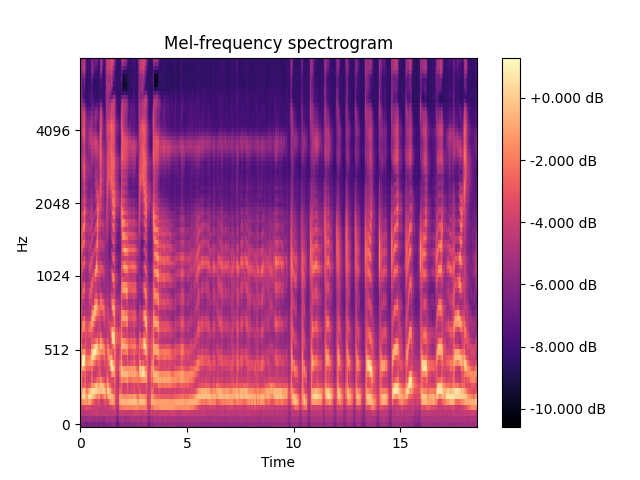 Mel-frequency spectrogram
Hz
4096
2048
1024
512
0
0 5 10 15
Time
+0.000 dB
-2.000 dB
-4.000 dB
-6.000 dB
-8.000 dB
-10.000 dB